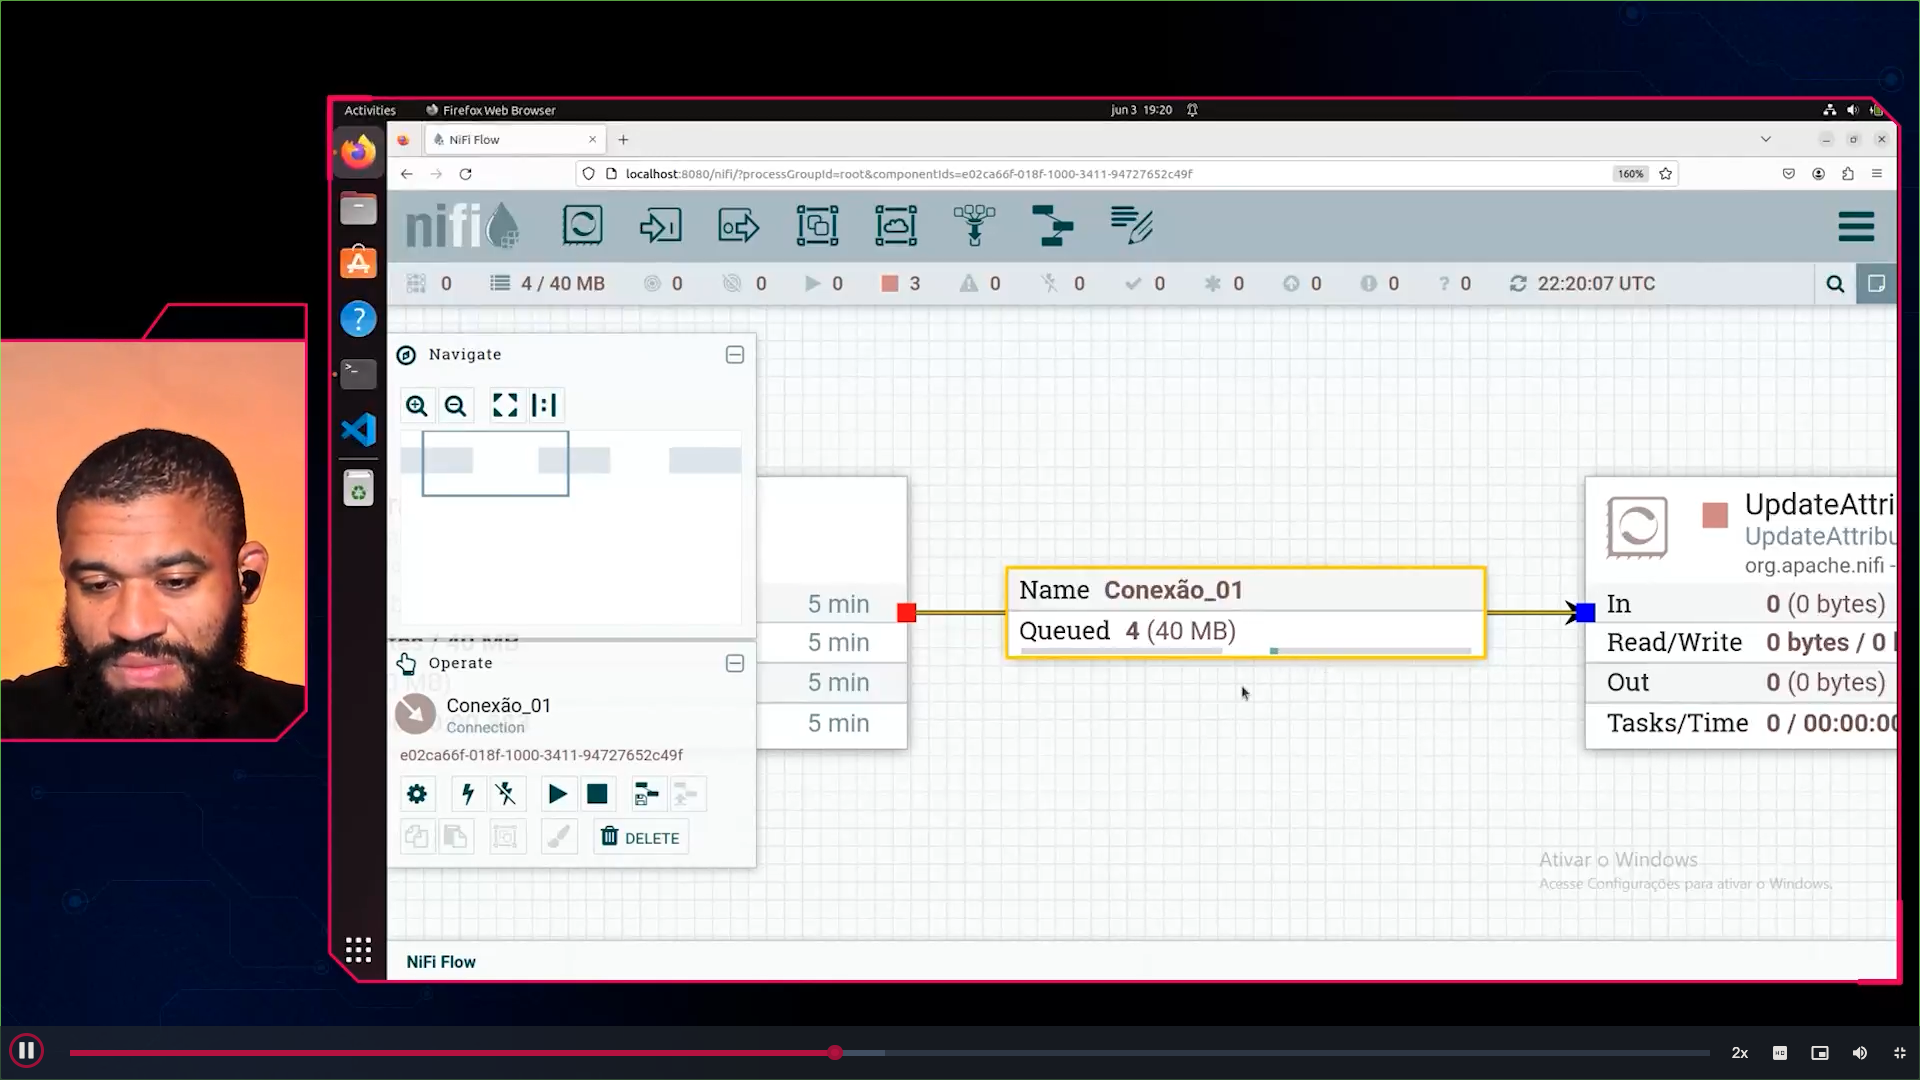 Activities
Firefox Web Browser
jun 3 19:20
NiFi Flow
localhost:8080/nifi/?processGroupId=root&componentIds=e02ca66f-018f-1000-3411-94727652c49f
160%
nifi
0
4 / 40 MB
0
0
0
3
0
0
0
0
0
0
0
22:20:07 UTC
Navigate
Operate
Conexão_01
Connection
e02ca66f-018f-1000-3411-94727652c49f
DELETE
5 min
5 min
5 min
5 min
Name Conexão_01
Queued 4 (40 MB)
UpdateAttri
UpdateAttribu
org.apache.nifi -
In 0 (0 bytes)
Read/Write 0 bytes / 0
Out 0 (0 bytes)
Tasks/Time 0 / 00:00:00
Ativar o Windows
Acesse Configurações para ativar o Windows.
NiFi Flow
2x